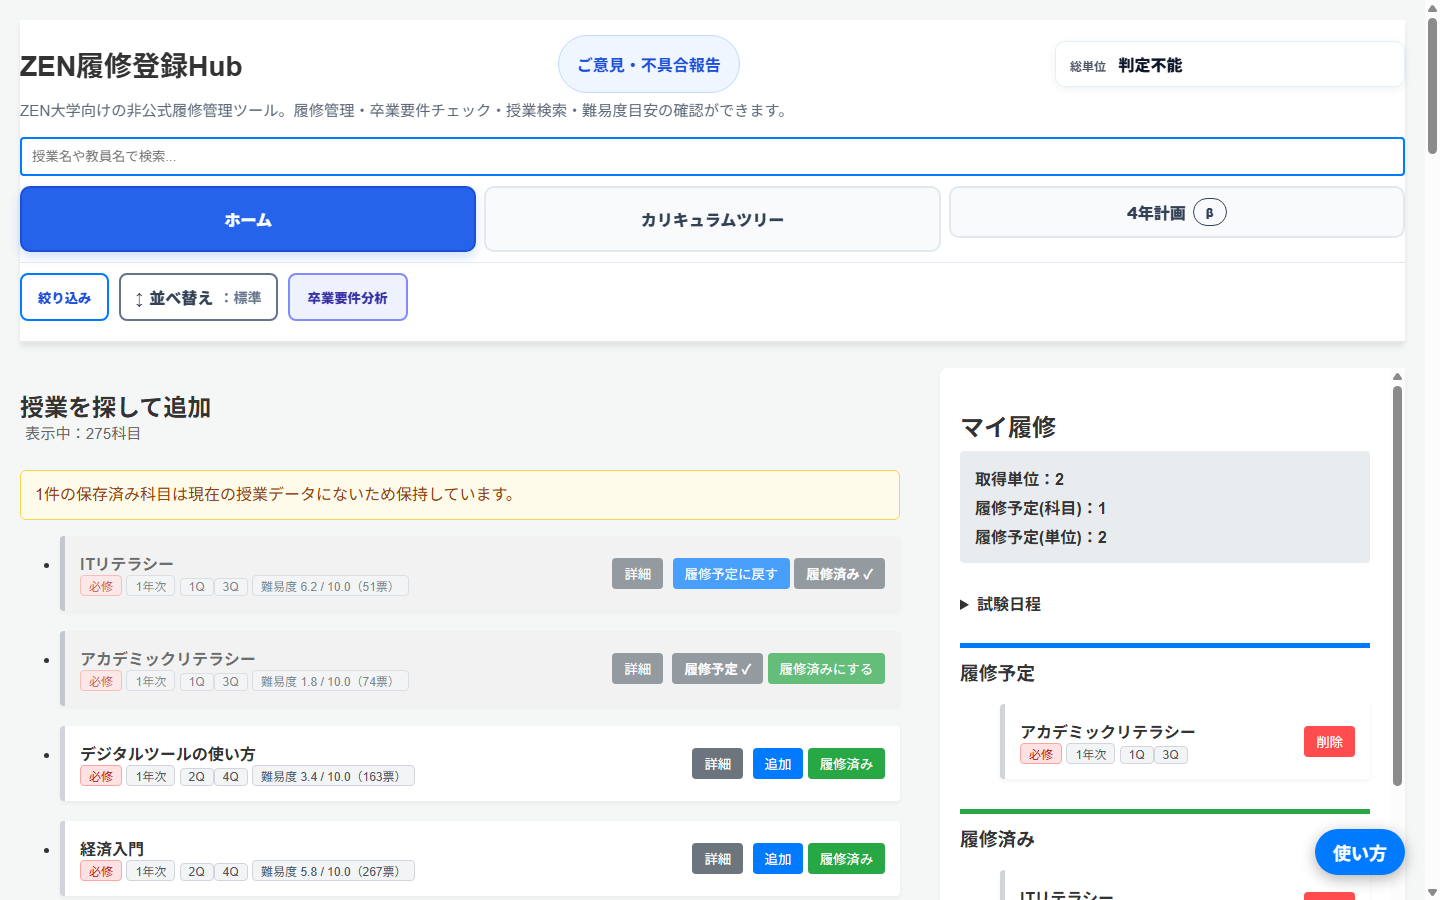 ZEN履修登録Hub
ご意見・不具合報告
総単位 判定不能
ZEN大学向けの非公式履修管理ツール。履修管理・卒業要件チェック・授業検索・難易度目安の確認ができます。
授業名や教員名で検索...
ホーム
カリキュラムツリー
4年計画 β
絞り込み
↕ 並べ替え ：標準
卒業要件分析
授業を探して追加
表示中：275科目
1件の保存済み科目は現在の授業データにないため保持しています。
ITリテラシー
必修 1年次 1Q 3Q 難易度 6.2 / 10.0（51票）
詳細 履修予定に戻す 履修済み ✓
アカデミックリテラシー
必修 1年次 1Q 3Q 難易度 1.8 / 10.0（74票）
詳細 履修予定 ✓ 履修済みにする
デジタルツールの使い方
必修 1年次 2Q 4Q 難易度 3.4 / 10.0（163票）
詳細 追加 履修済み
経済入門
必修 1年次 2Q 4Q 難易度 5.8 / 10.0（267票）
詳細 追加 履修済み
マイ履修
取得単位：2
履修予定(科目)：1
履修予定(単位)：2
▶ 試験日程
履修予定
アカデミックリテラシー
必修 1年次 1Q 3Q
削除
履修済み
ITリテラシー
使い方